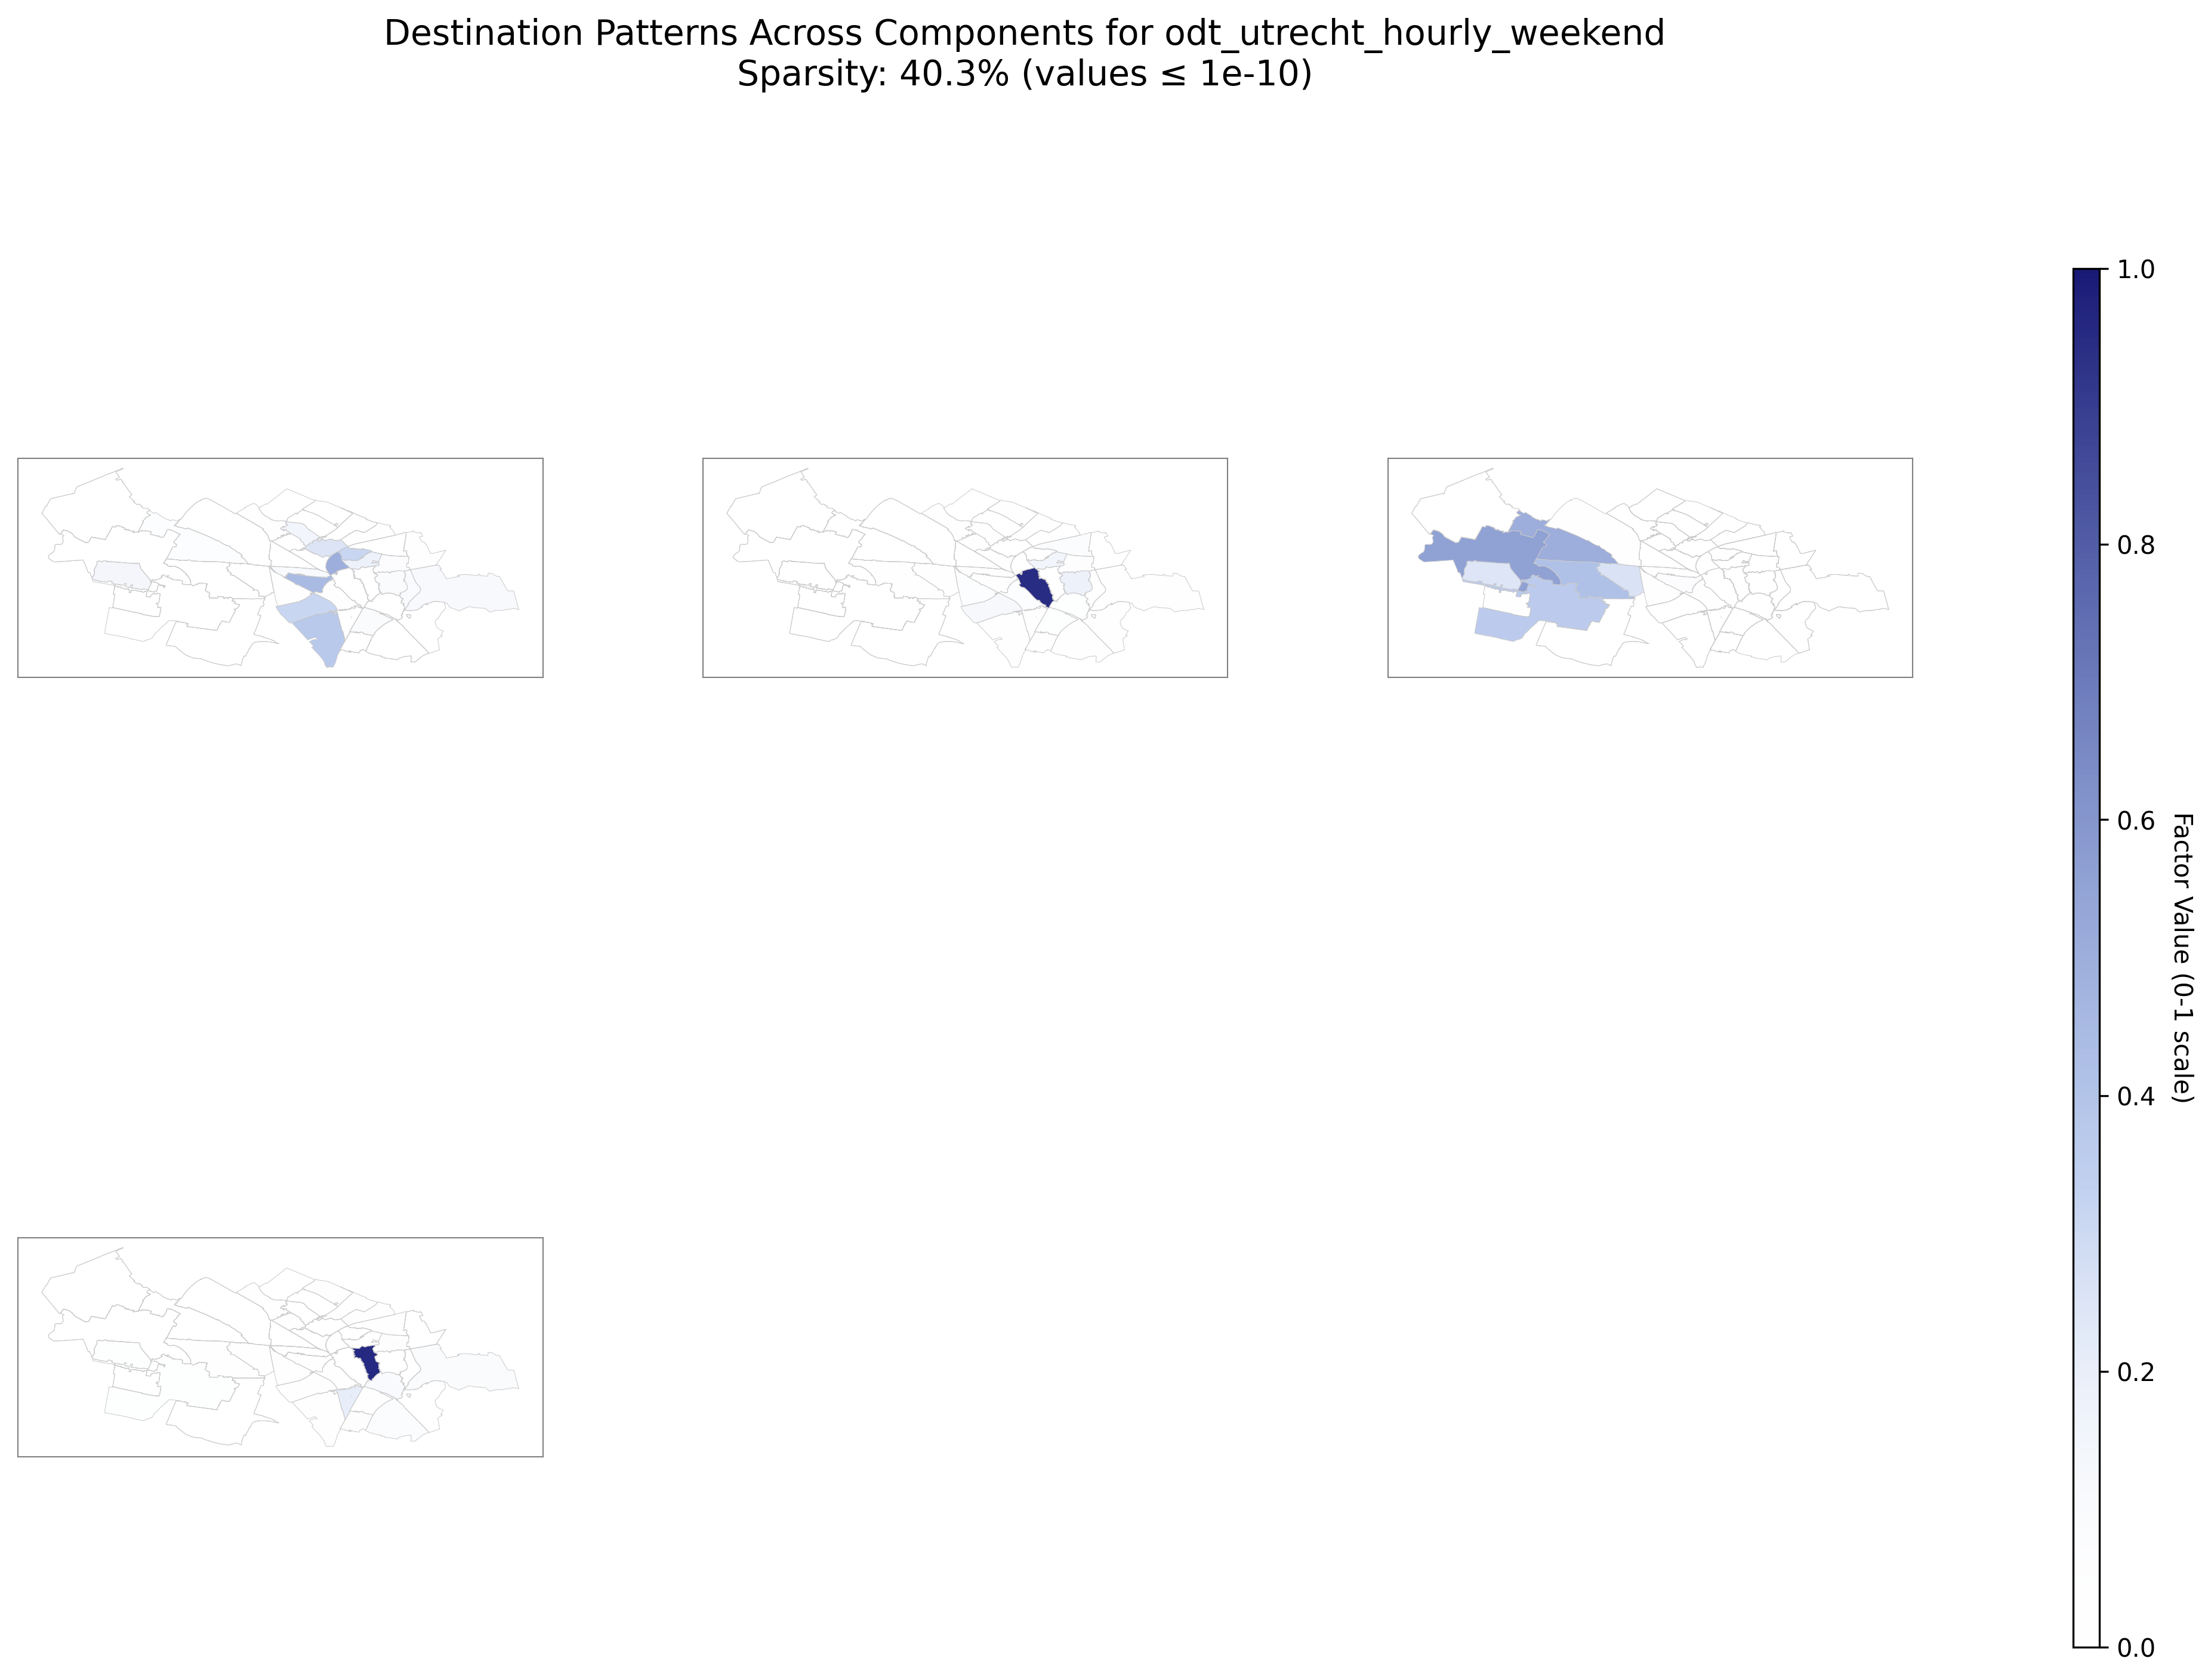 Destination Patterns Across Components for odt_utrecht_hourly_weekend
Sparsity: 40.3% (values ≤ 1e-10)
1.0
0.8
0.6
0.4
0.2
0.0
Factor Value (0-1 scale)